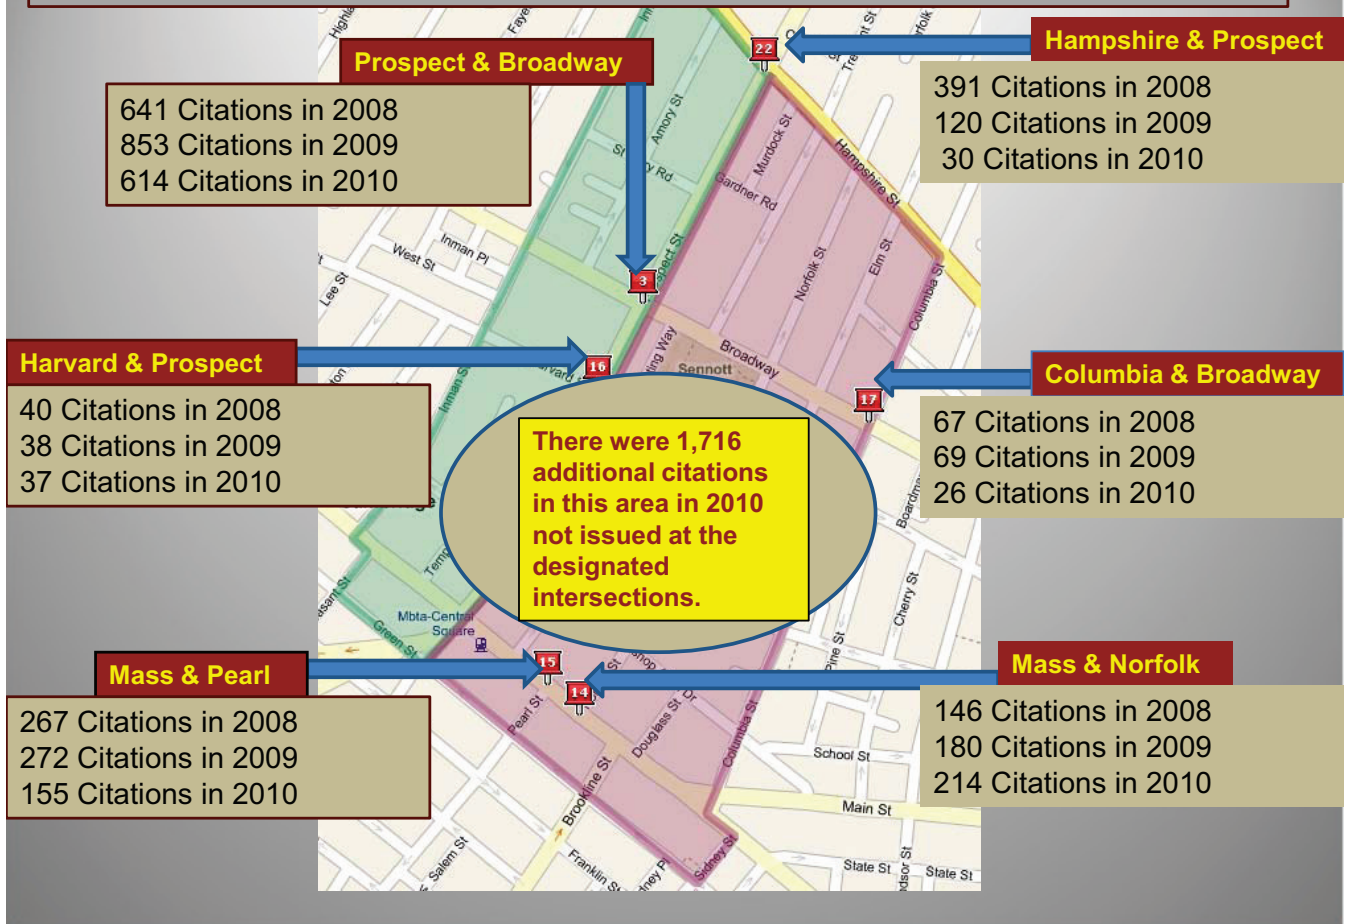 Hampshire & Prospect
391 Citations in 2008
120 Citations in 2009
30 Citations in 2010
Prospect & Broadway
641 Citations in 2008
853 Citations in 2009
614 Citations in 2010
Harvard & Prospect
40 Citations in 2008
38 Citations in 2009
37 Citations in 2010
Columbia & Broadway
67 Citations in 2008
69 Citations in 2009
26 Citations in 2010
There were 1,716
additional citations
in this area in 2010
not issued at the
designated
intersections.
Mass & Pearl
267 Citations in 2008
272 Citations in 2009
155 Citations in 2010
Mass & Norfolk
146 Citations in 2008
180 Citations in 2009
214 Citations in 2010
22
3
16
17
15
14
Amory St
Murdock St
Gardner Rd
Hampshire St
Inman Pl
West St
Lee St
Norfolk St
Elm St
Columbia St
Broadway
Sennott
Inman St
Mbta-Central
Square
Green St
Pearl St
Douglass St
Brookline St
Columbia St
Cherry St
Pine St
School St
Main St
State St
State St
Sidney St
Franklin St
Salem St